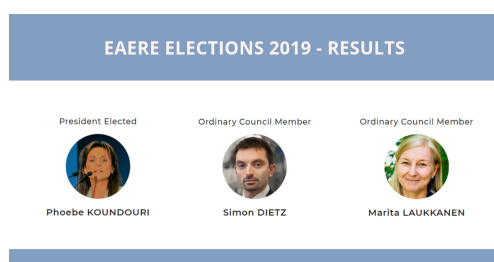 EAERE ELECTIONS 2019 - RESULTS
President Elected
Ordinary Council Member
Ordinary Council Member
Phoebe KOUNDOURI
Simon DIETZ
Marita LAUKKANEN